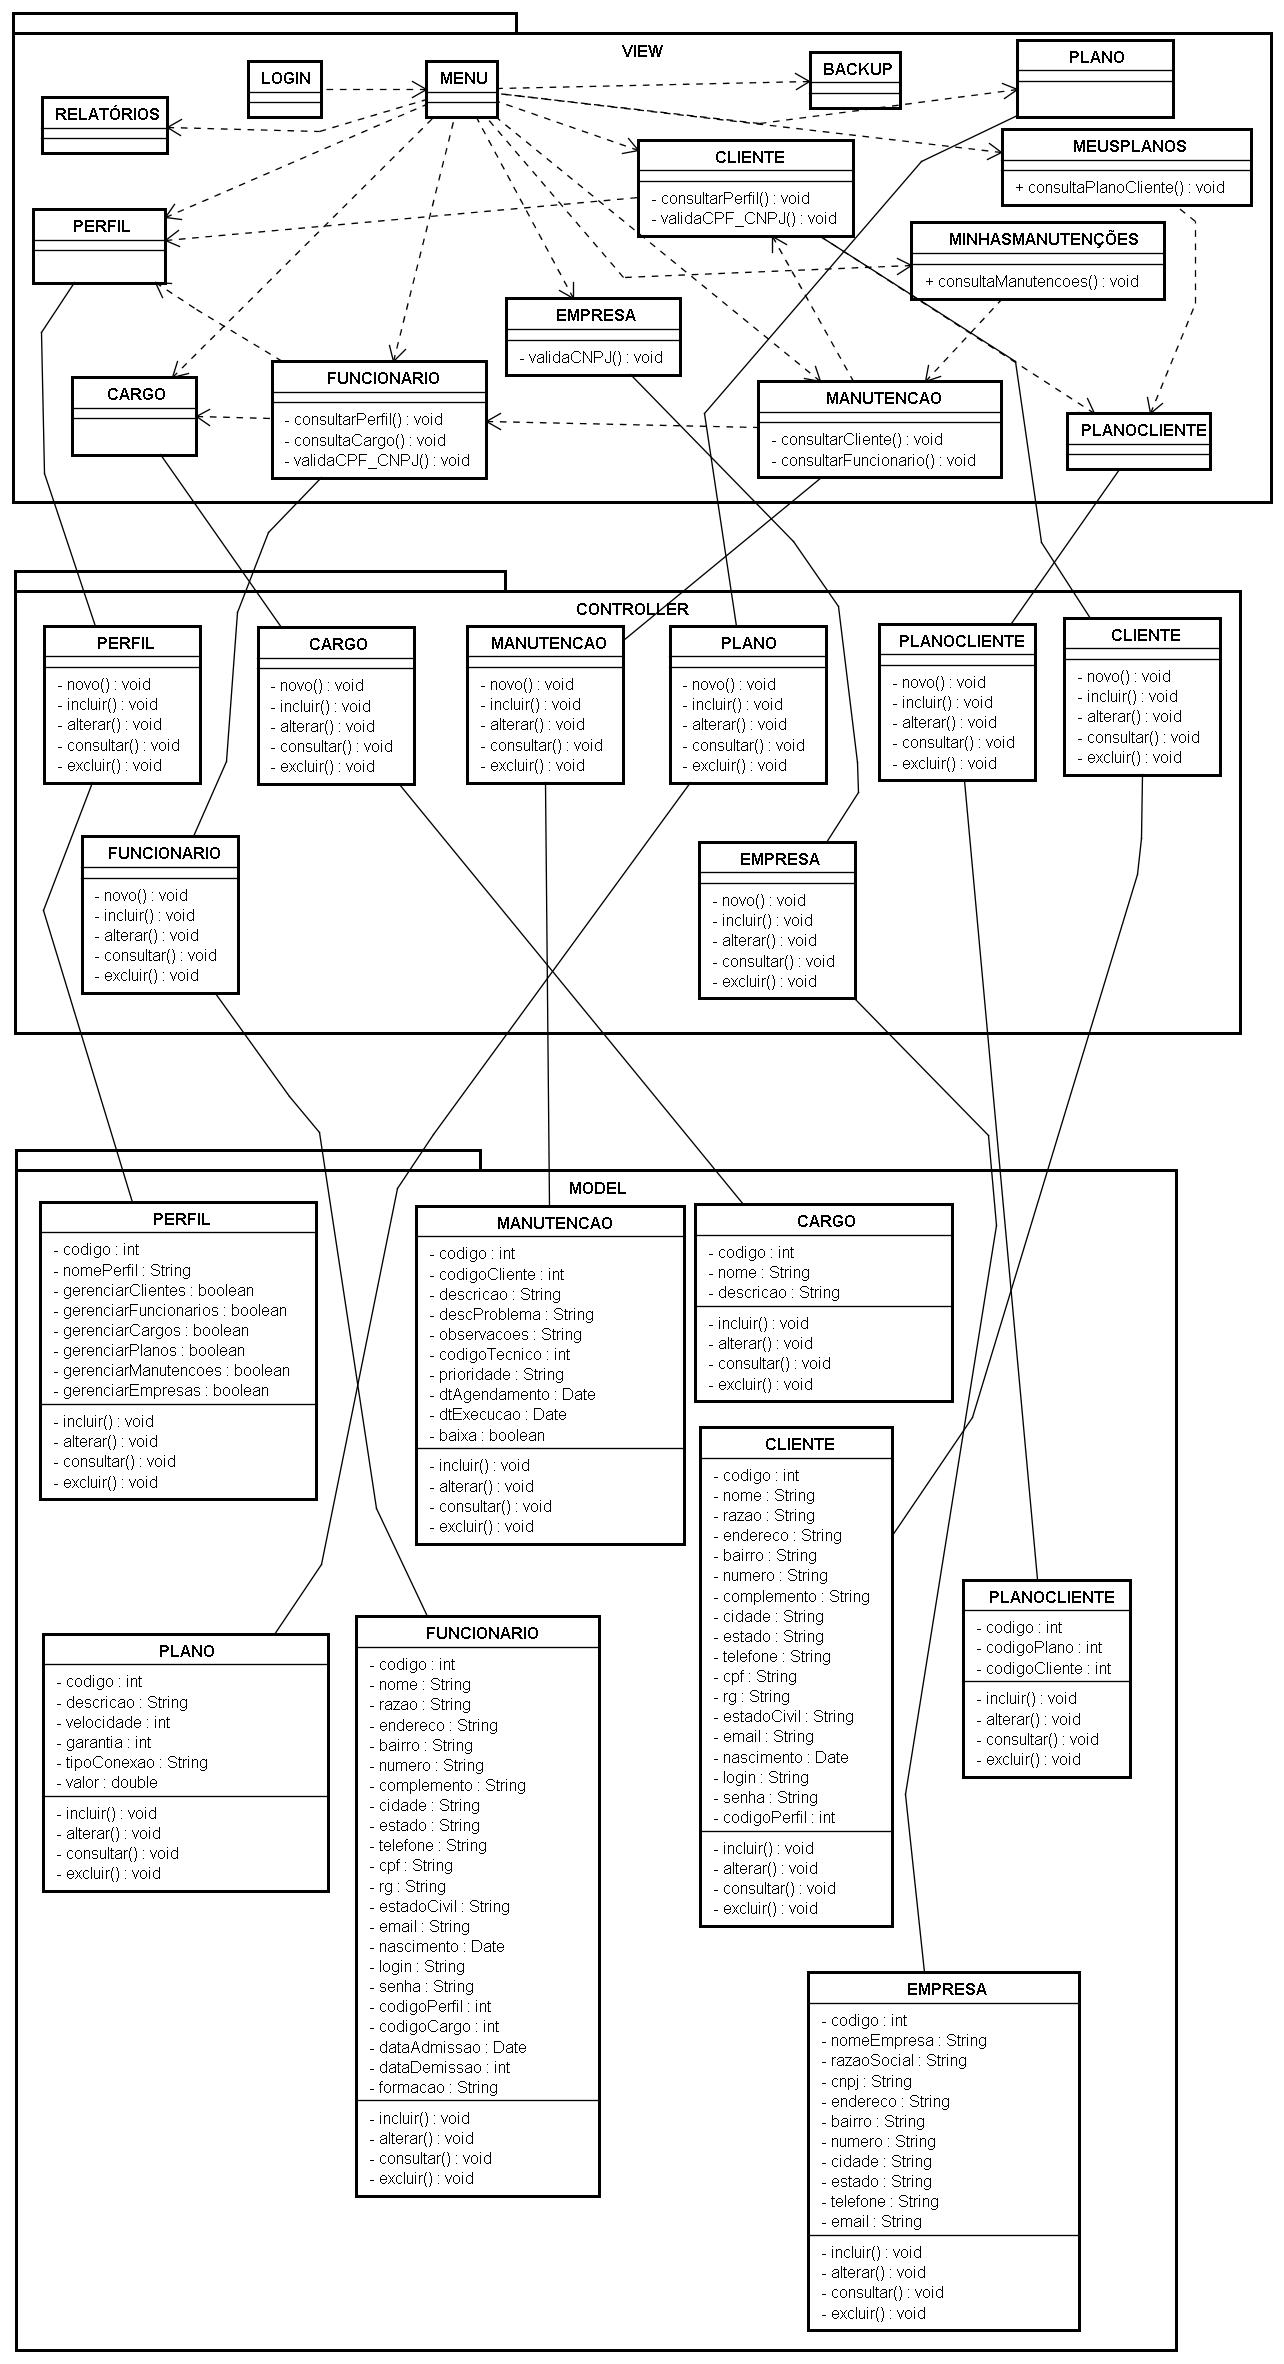 VIEW
LOGIN
MENU
BACKUP
PLANO
RELATÓRIOS
CLIENTE
- consultarPerfil() : void
- validaCPF_CNPJ() : void
MEUSPLANOS
+ consultaPlanoCliente() : void
PERFIL
MINHASMANUTENÇÕES
+ consultaManutencoes() : void
EMPRESA
- validaCNPJ() : void
CARGO
FUNCIONARIO
- consultarPerfil() : void
- consultaCargo() : void
- validaCPF_CNPJ() : void
MANUTENCAO
- consultarCliente() : void
- consultarFuncionario() : void
PLANOCLIENTE
CONTROLLER
PERFIL
- novo() : void
- incluir() : void
- alterar() : void
- consultar() : void
- excluir() : void
CARGO
- novo() : void
- incluir() : void
- alterar() : void
- consultar() : void
- excluir() : void
MANUTENCAO
- novo() : void
- incluir() : void
- alterar() : void
- consultar() : void
- excluir() : void
PLANO
- novo() : void
- incluir() : void
- alterar() : void
- consultar() : void
- excluir() : void
PLANOCLIENTE
- novo() : void
- incluir() : void
- alterar() : void
- consultar() : void
- excluir() : void
CLIENTE
- novo() : void
- incluir() : void
- alterar() : void
- consultar() : void
- excluir() : void
FUNCIONARIO
- novo() : void
- incluir() : void
- alterar() : void
- consultar() : void
- excluir() : void
EMPRESA
- novo() : void
- incluir() : void
- alterar() : void
- consultar() : void
- excluir() : void
MODEL
PERFIL
- codigo : int
- nomePerfil : String
- gerenciarClientes : boolean
- gerenciarFuncionarios : boolean
- gerenciarCargos : boolean
- gerenciarPlanos : boolean
- gerenciarManutencoes : boolean
- gerenciarEmpresas : boolean
- incluir() : void
- alterar() : void
- consultar() : void
- excluir() : void
MANUTENCAO
- codigo : int
- codigoCliente : int
- descricao : String
- descProblema : String
- observacoes : String
- codigoTecnico : int
- prioridade : String
- dtAgendamento : Date
- dtExecucao : Date
- baixa : boolean
- incluir() : void
- alterar() : void
- consultar() : void
- excluir() : void
CARGO
- codigo : int
- nome : String
- descricao : String
- incluir() : void
- alterar() : void
- consultar() : void
- excluir() : void
CLIENTE
- codigo : int
- nome : String
- razao : String
- endereco : String
- bairro : String
- numero : String
- complemento : String
- cidade : String
- estado : String
- telefone : String
- cpf : String
- rg : String
- estadoCivil : String
- email : String
- nascimento : Date
- login : String
- senha : String
- codigoPerfil : int
- incluir() : void
- alterar() : void
- consultar() : void
- excluir() : void
PLANOCLIENTE
- codigo : int
- codigoPlano : int
- codigoCliente : int
- incluir() : void
- alterar() : void
- consultar() : void
- excluir() : void
PLANO
- codigo : int
- descricao : String
- velocidade : int
- garantia : int
- tipoConexao : String
- valor : double
- incluir() : void
- alterar() : void
- consultar() : void
- excluir() : void
FUNCIONARIO
- codigo : int
- nome : String
- razao : String
- endereco : String
- bairro : String
- numero : String
- complemento : String
- cidade : String
- estado : String
- telefone : String
- cpf : String
- rg : String
- estadoCivil : String
- email : String
- nascimento : Date
- login : String
- senha : String
- codigoPerfil : int
- codigoCargo : int
- dataAdmissao : Date
- dataDemissao : int
- formacao : String
- incluir() : void
- alterar() : void
- consultar() : void
- excluir() : void
EMPRESA
- codigo : int
- nomeEmpresa : String
- razaoSocial : String
- cnpj : String
- endereco : String
- bairro : String
- numero : String
- cidade : String
- estado : String
- telefone : String
- email : String
- incluir() : void
- alterar() : void
- consultar() : void
- excluir() : void